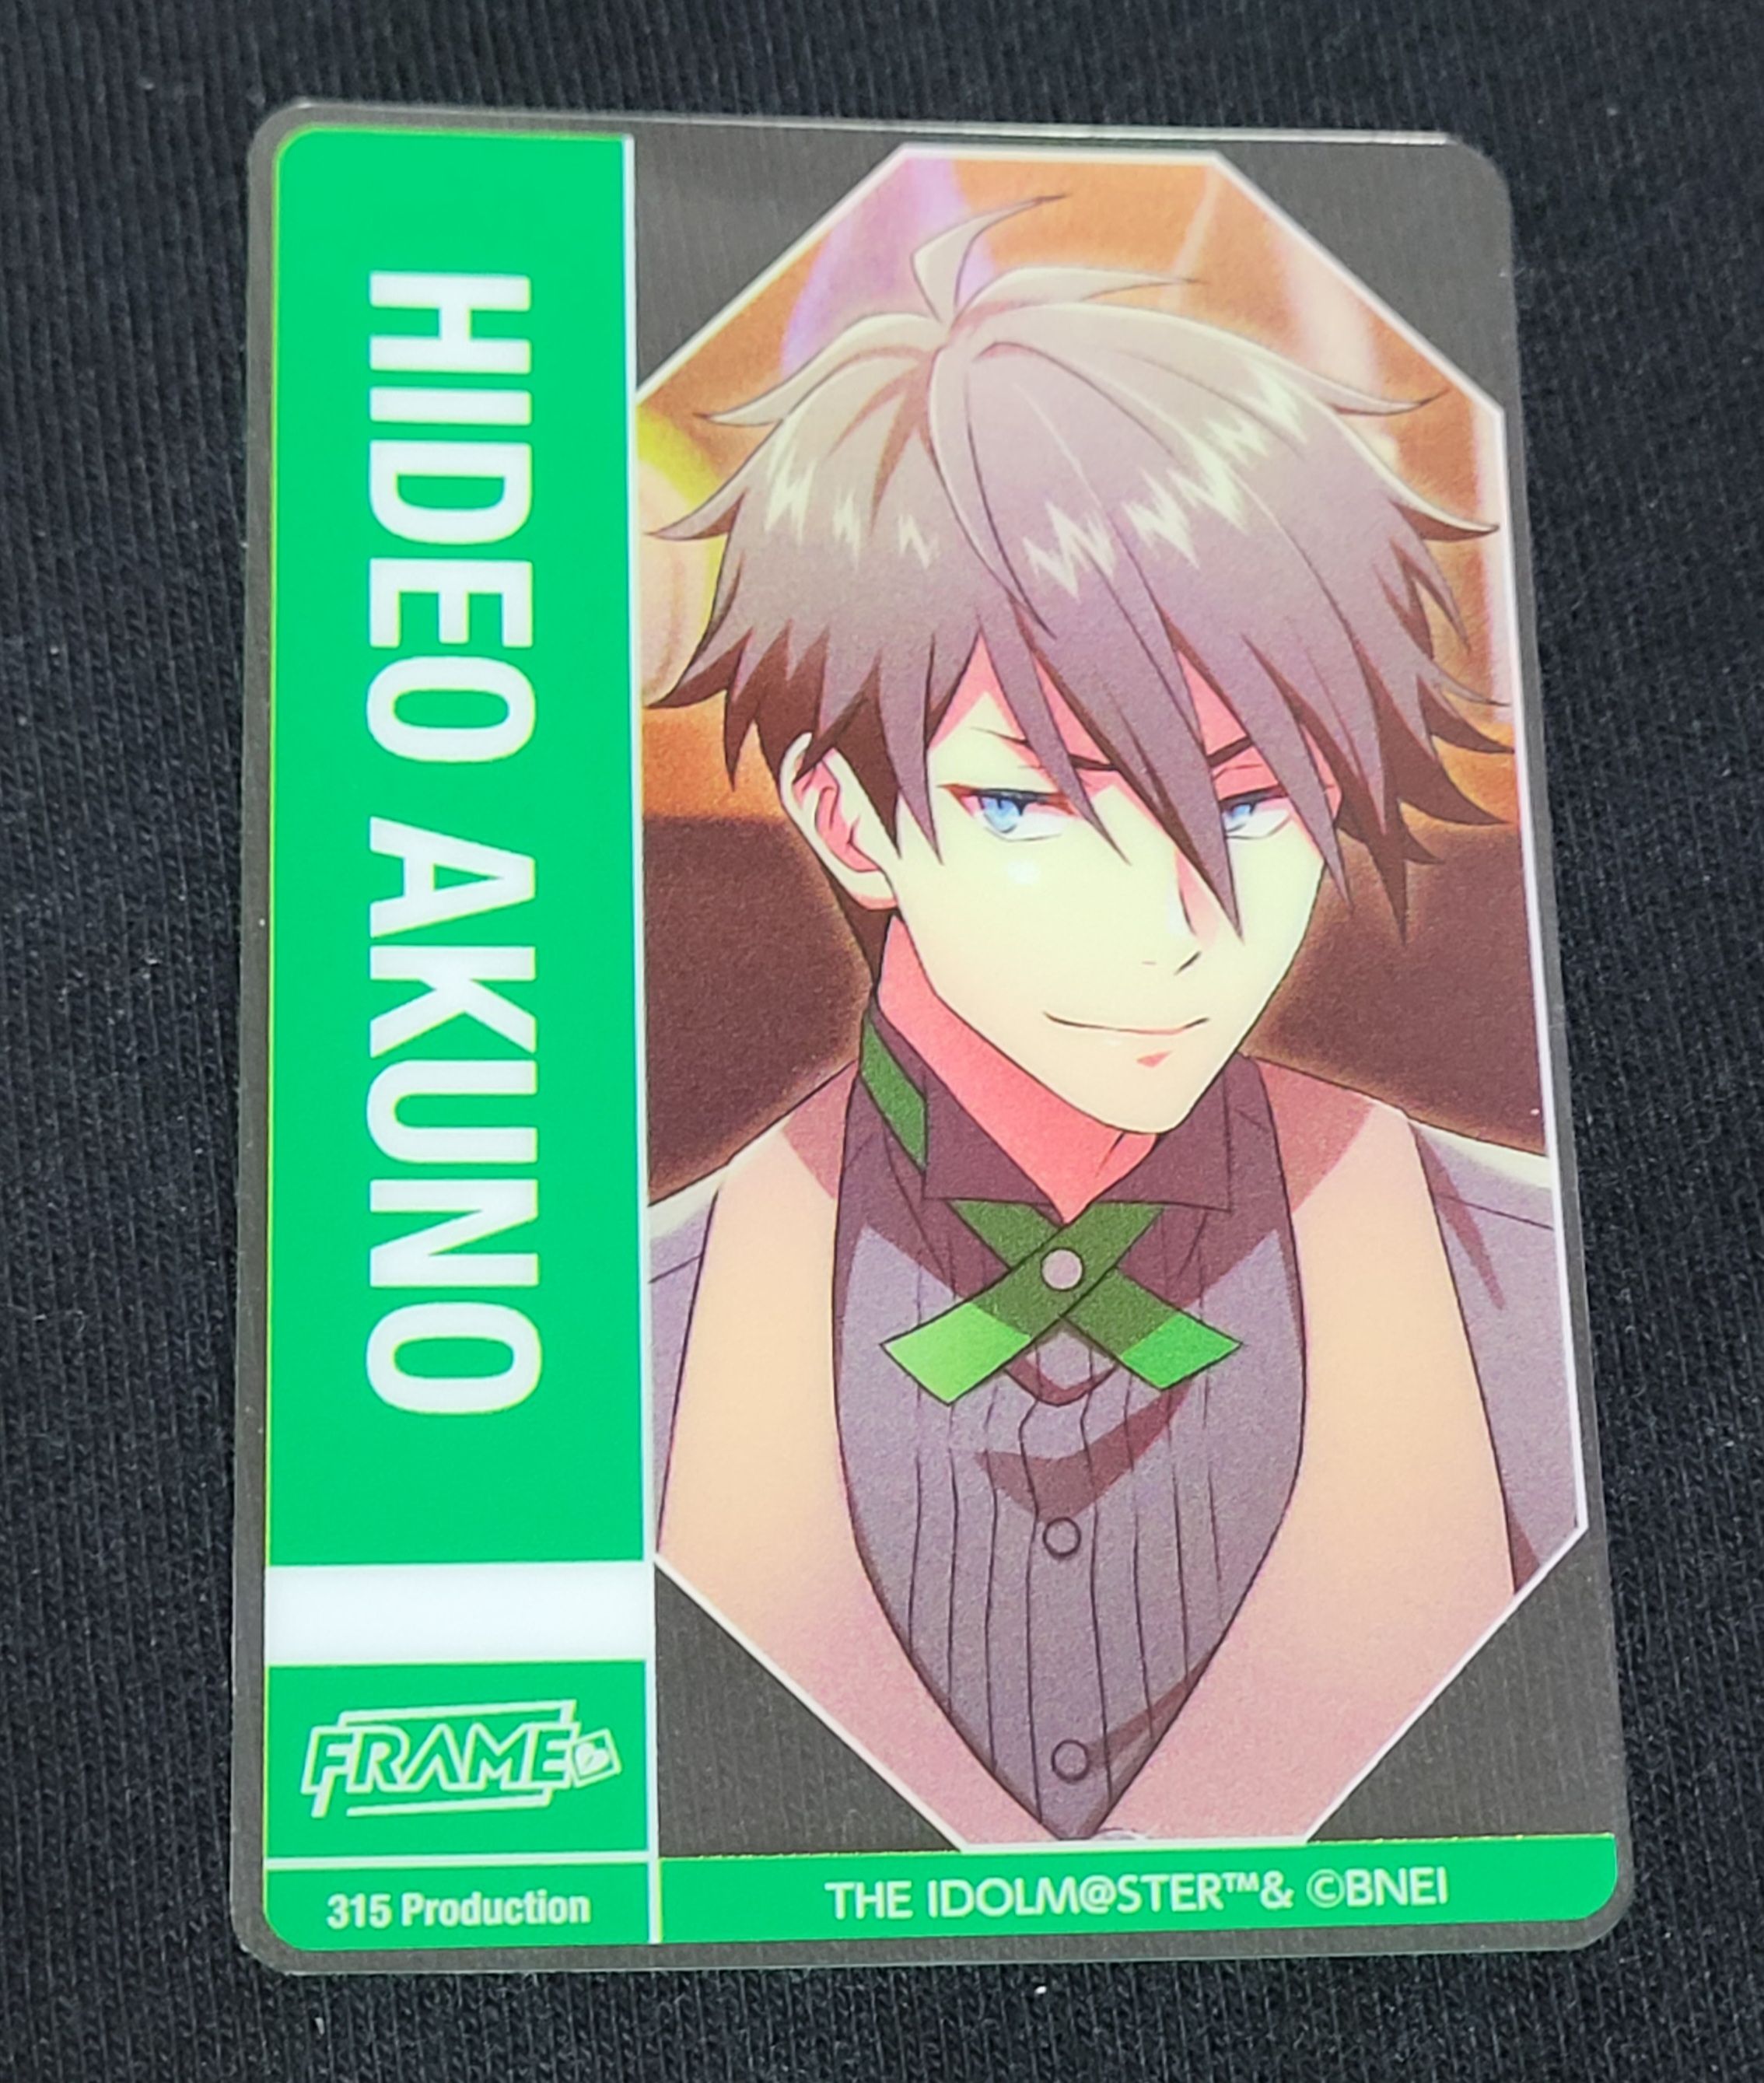 HIDEO AKUNO
FRAME
315 Production
THE IDOLM@STER™& ©BNEI